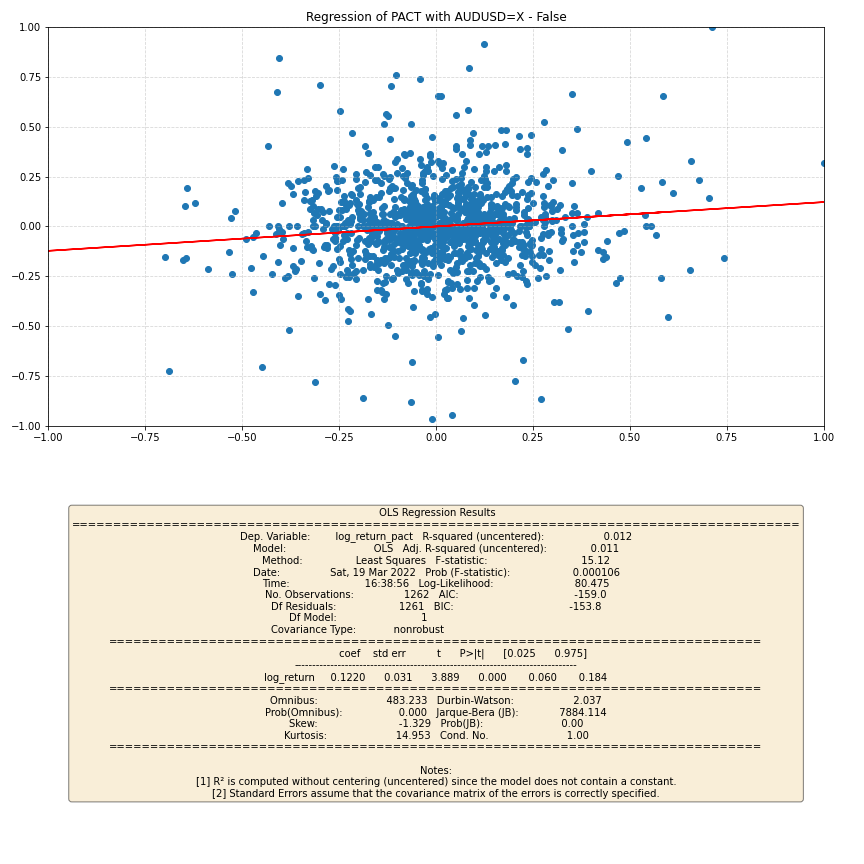 Regression of PACT with AUDUSD=X - False
1.00
0.75
0.50
0.25
0.00
−0.25
−0.50
−0.75
−1.00
−1.00 −0.75 −0.50 −0.25 0.00 0.25 0.50 0.75 1.00
OLS Regression Results
==============================================================================
Dep. Variable: log_return_pact R-squared (uncentered): 0.012
Model: OLS Adj. R-squared (uncentered): 0.011
Method: Least Squares F-statistic: 15.12
Date: Sat, 19 Mar 2022 Prob (F-statistic): 0.000106
Time: 16:38:56 Log-Likelihood: 80.475
No. Observations: 1262 AIC: -159.0
Df Residuals: 1261 BIC: -153.8
Df Model: 1
Covariance Type: nonrobust
==============================================================================
coef std err t P>|t| [0.025 0.975]
------------------------------------------------------------------------------
log_return 0.1220 0.031 3.889 0.000 0.060 0.184
==============================================================================
Omnibus: 483.233 Durbin-Watson: 2.037
Prob(Omnibus): 0.000 Jarque-Bera (JB): 7884.114
Skew: -1.329 Prob(JB): 0.00
Kurtosis: 14.953 Cond. No. 1.00
==============================================================================
Notes:
[1] R² is computed without centering (uncentered) since the model does not contain a constant.
[2] Standard Errors assume that the covariance matrix of the errors is correctly specified.